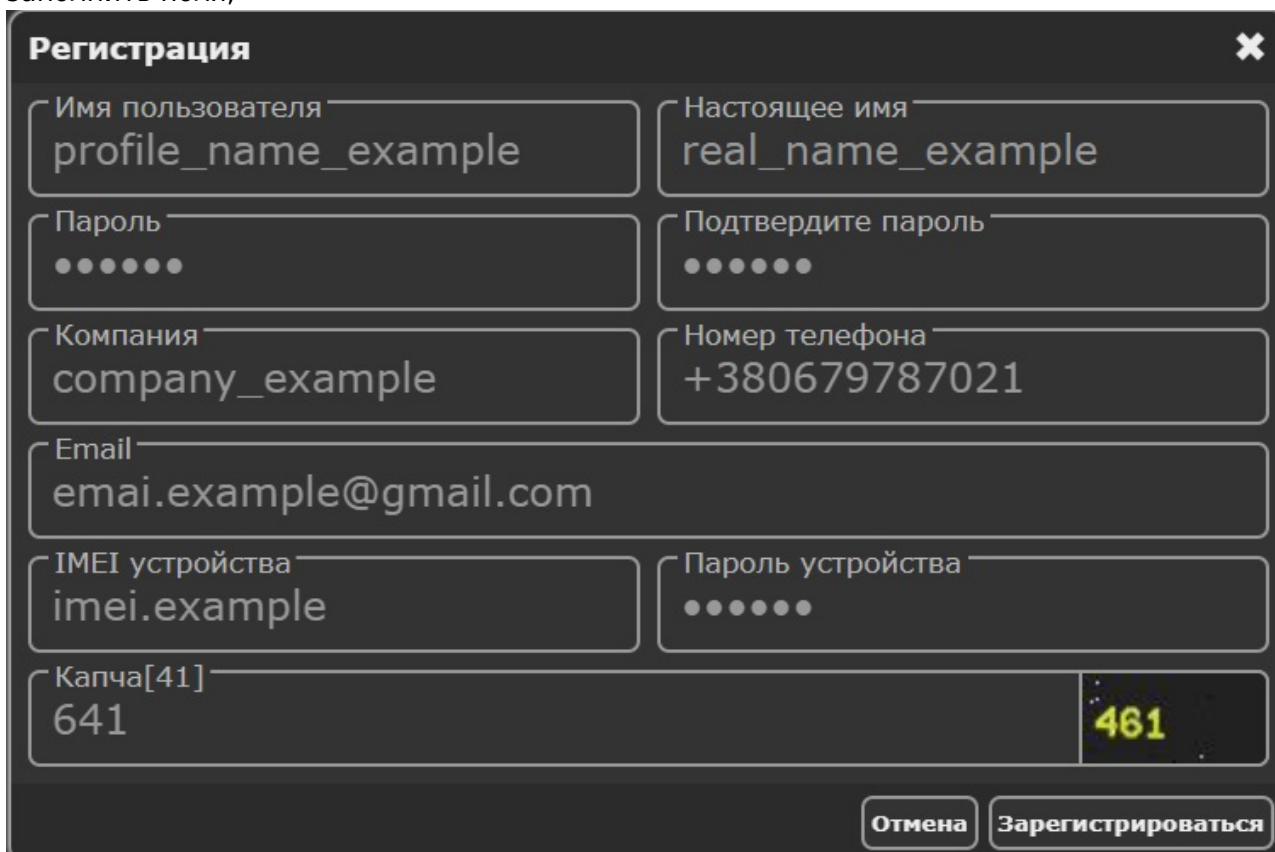 Регистрация ✖
Имя пользователя
profile_name_example
Настоящее имя
real_name_example
Пароль
••••••
Подтвердите пароль
••••••
Компания
company_example
Номер телефона
+380679787021
Email
emai.example@gmail.com
IMEI устройства
imei.example
Пароль устройства
••••••
Капча[41]
641
461
Отмена
Зарегистрироваться